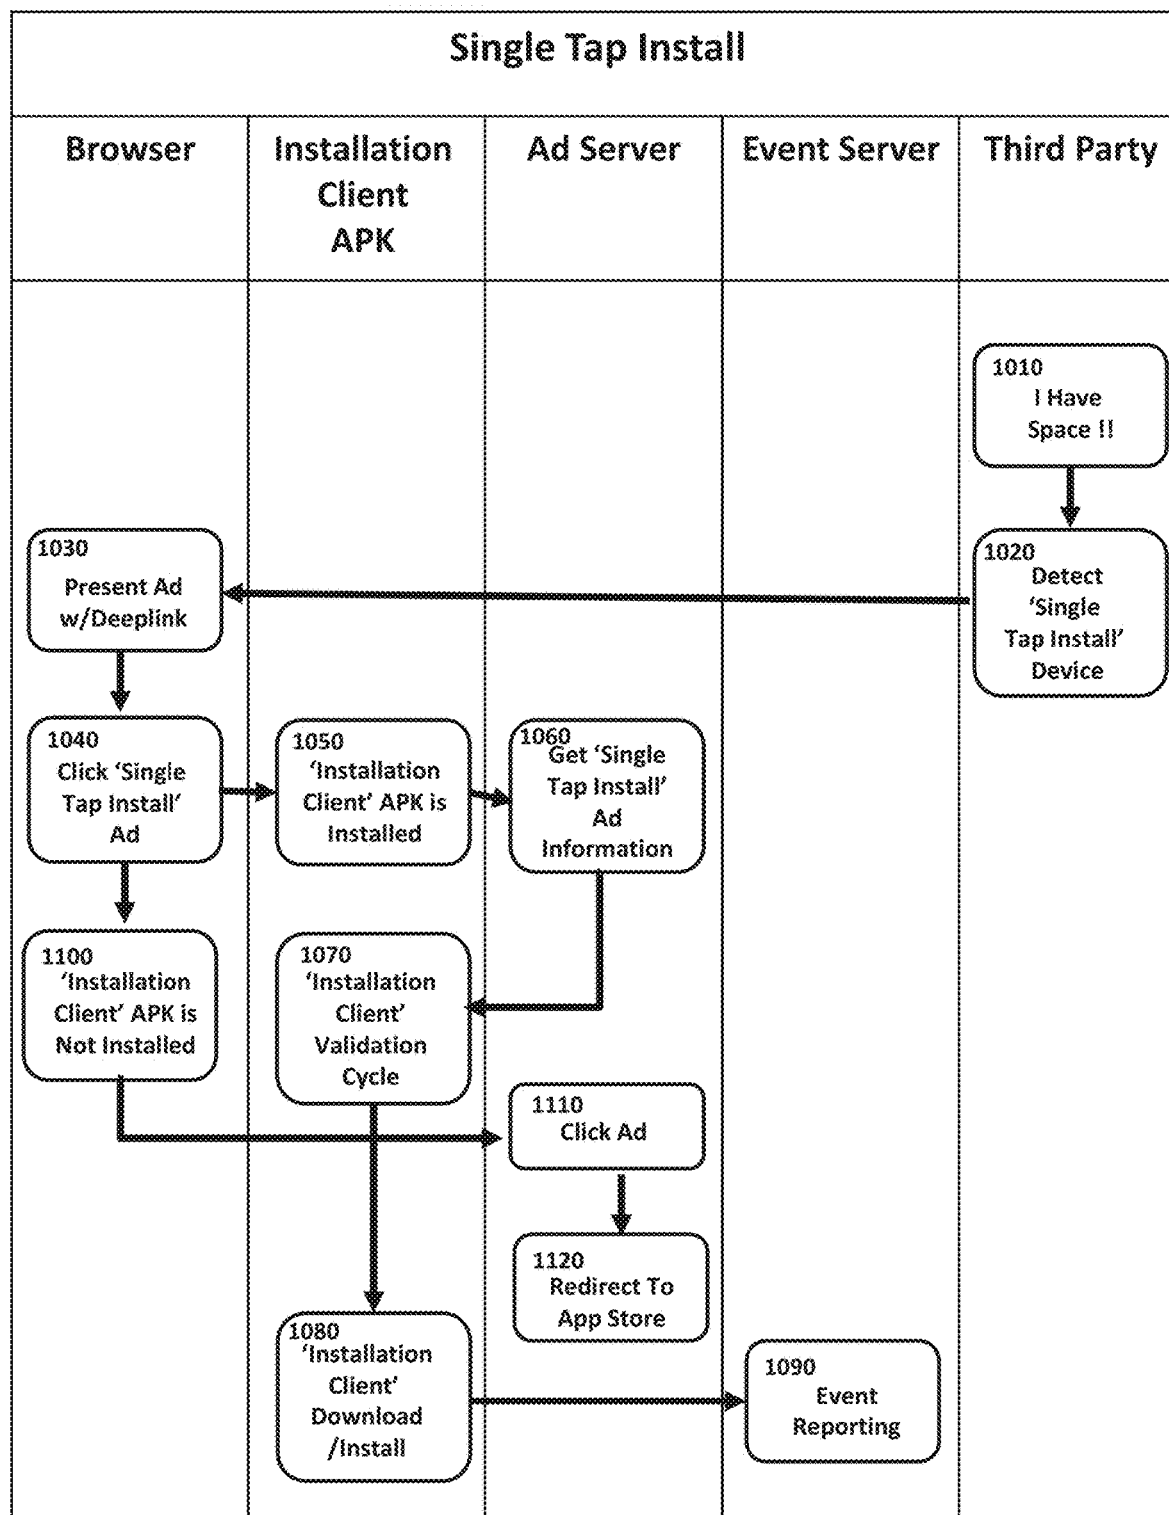 Single Tap Install
Browser
Installation
Client
APK
Ad Server
Event Server
Third Party
1010
I Have
Space !!
1020
Detect
‘Single
Tap Install’
Device
1030
Present Ad
w/Deeplink
1040
Click ‘Single
Tap Install’
Ad
1050
‘Installation
Client’ APK is
Installed
1060
Get ‘Single
Tap Install’
Ad
Information
1100
‘Installation
Client’ APK is
Not Installed
1070
‘Installation
Client’
Validation
Cycle
1110
Click Ad
1120
Redirect To
App Store
1080
‘Installation
Client’
Download
/Install
1090
Event
Reporting